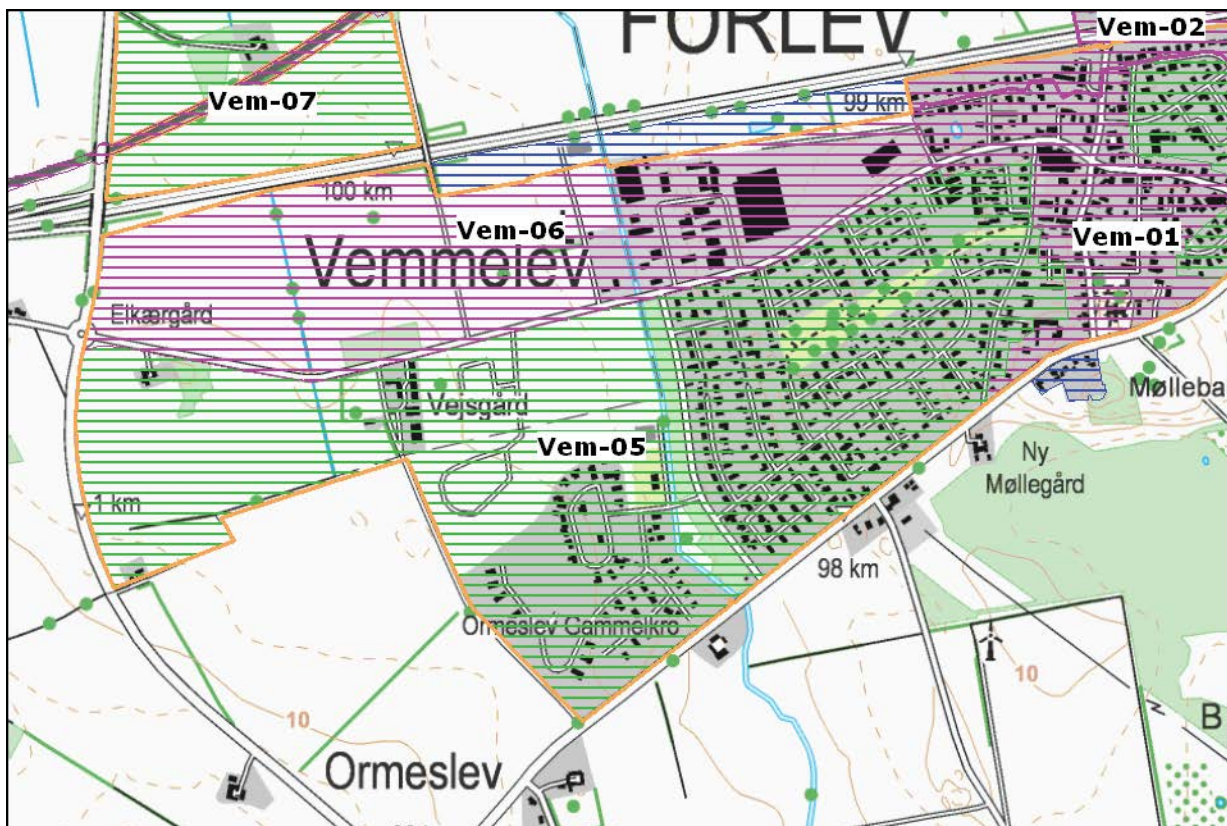 FORLEV
Vem-02
Vem-07
99 km
100 km
Vem-06
Vemmelev
Vem-01
Elkærgård
Mølleba
Vejsgård
Vem-05
Ny
Møllegård
1 km
98 km
Ormeslev Gammelkro
10
10
B
Ormeslev